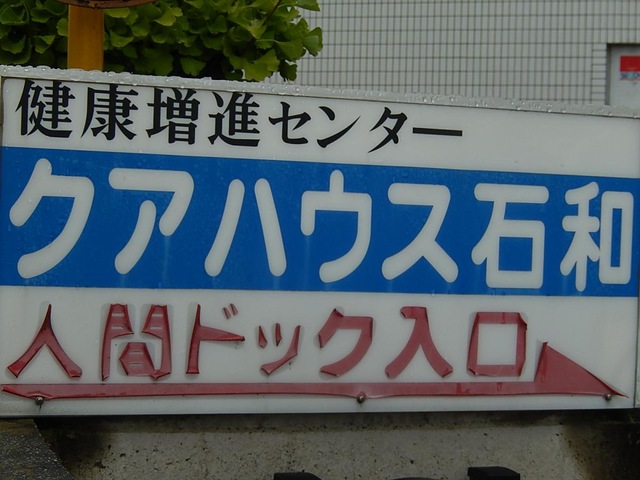 健康増進センター
クアハウス石和
人間ドック入口